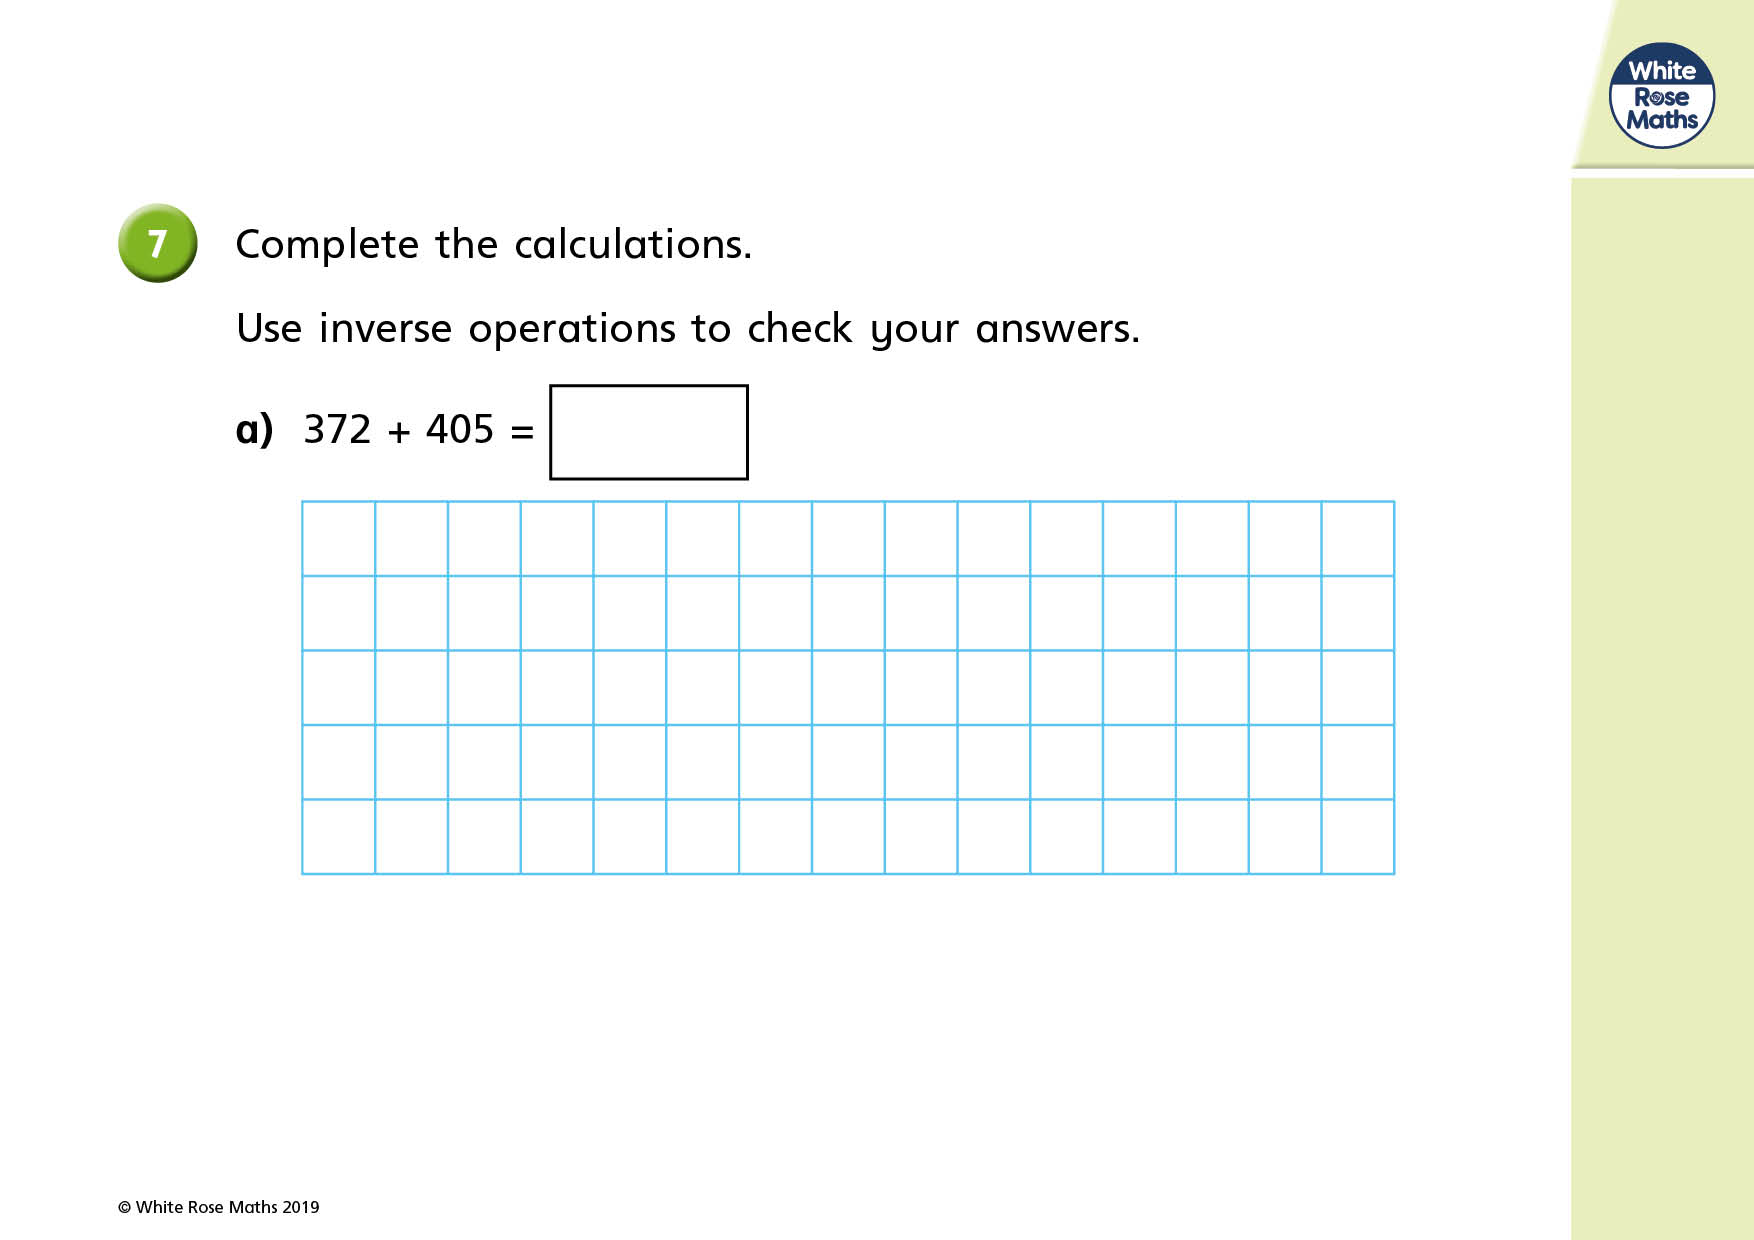 White
Rose
Maths
7 Complete the calculations.
Use inverse operations to check your answers.
a) 372 + 405 =
© White Rose Maths 2019